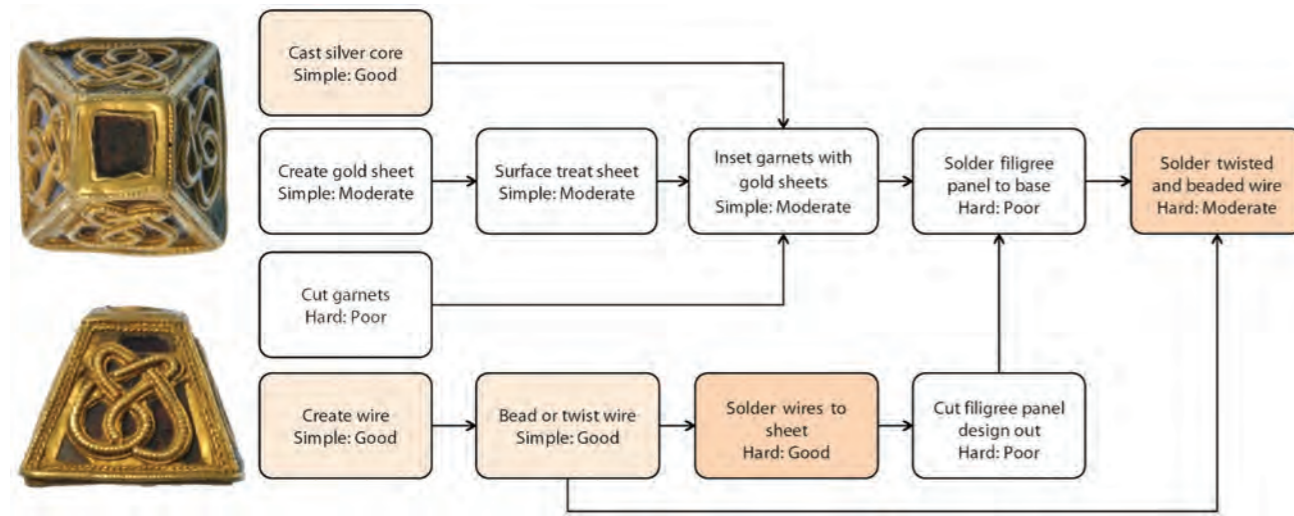 Cast silver core
Simple: Good
Create gold sheet
Simple: Moderate
Surface treat sheet
Simple: Moderate
Inset garnets with
gold sheets
Simple: Moderate
Solder filigree
panel to base
Hard: Poor
Solder twisted
and beaded wire
Hard: Moderate
Cut garnets
Hard: Poor
Create wire
Simple: Good
Bead or twist wire
Simple: Good
Solder wires to
sheet
Hard: Good
Cut filigree panel
design out
Hard: Poor